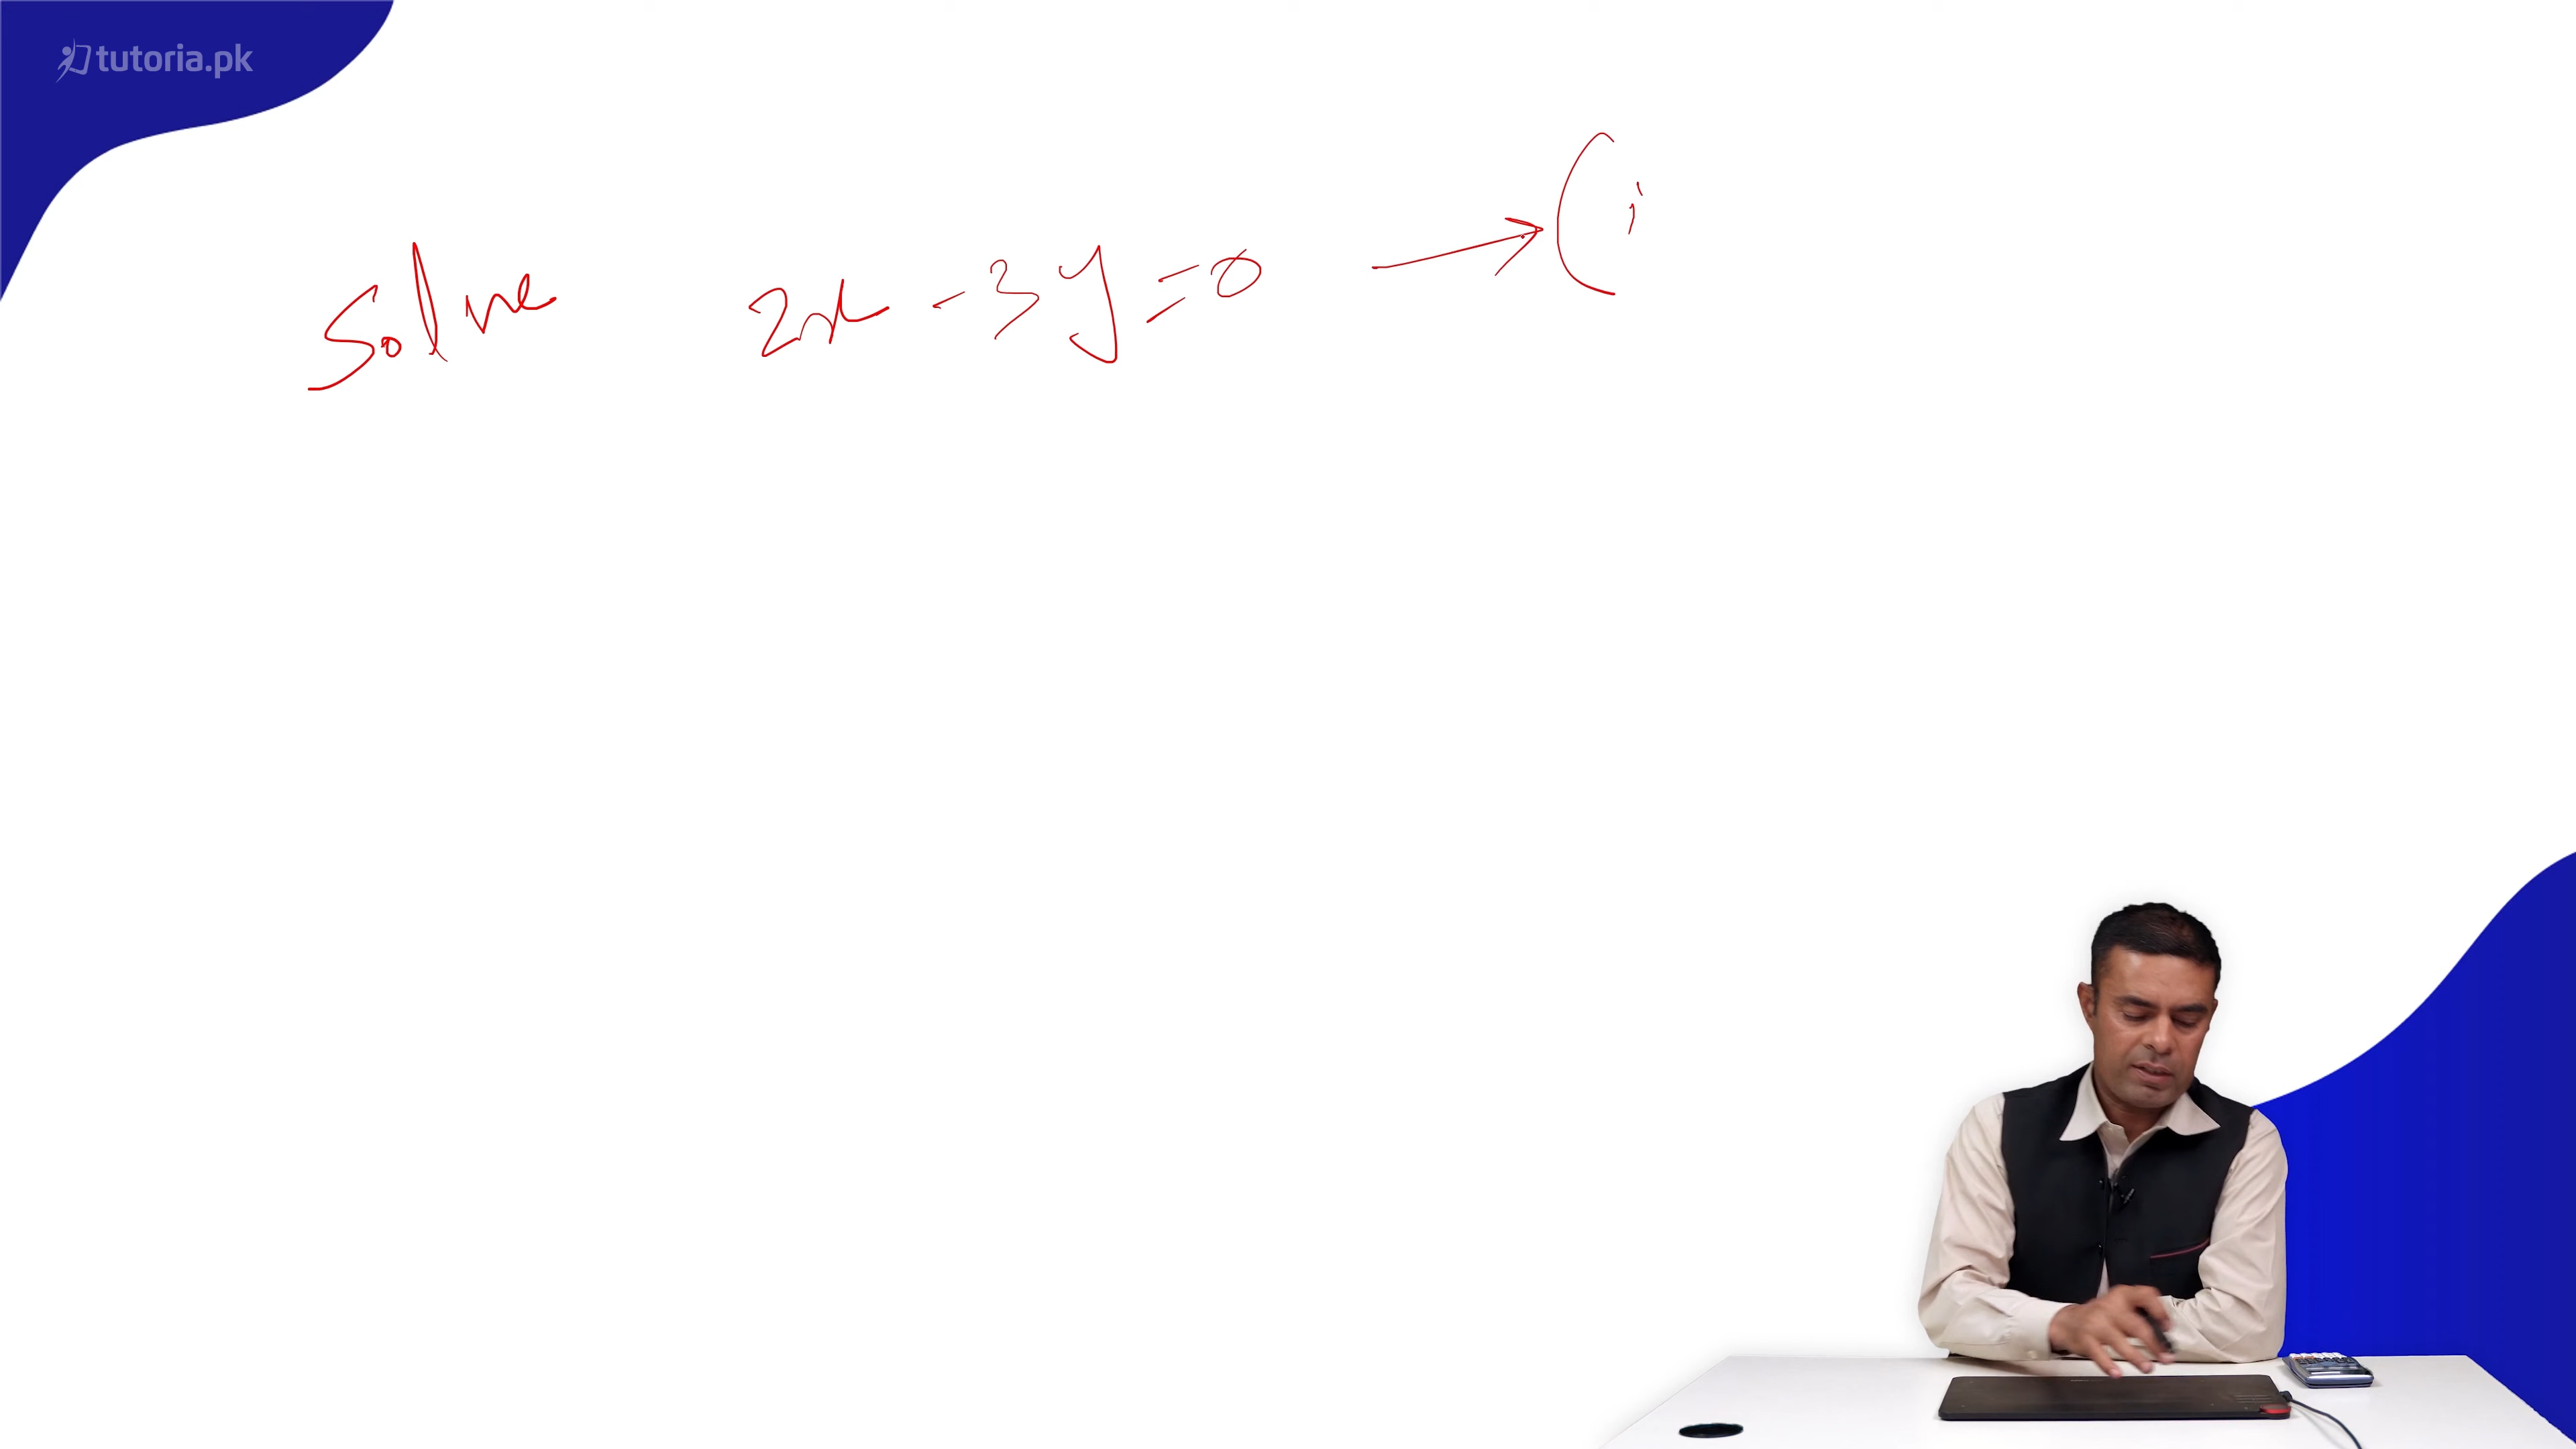 tutoria.pk
Solve 2x - 3y = 0 → (i